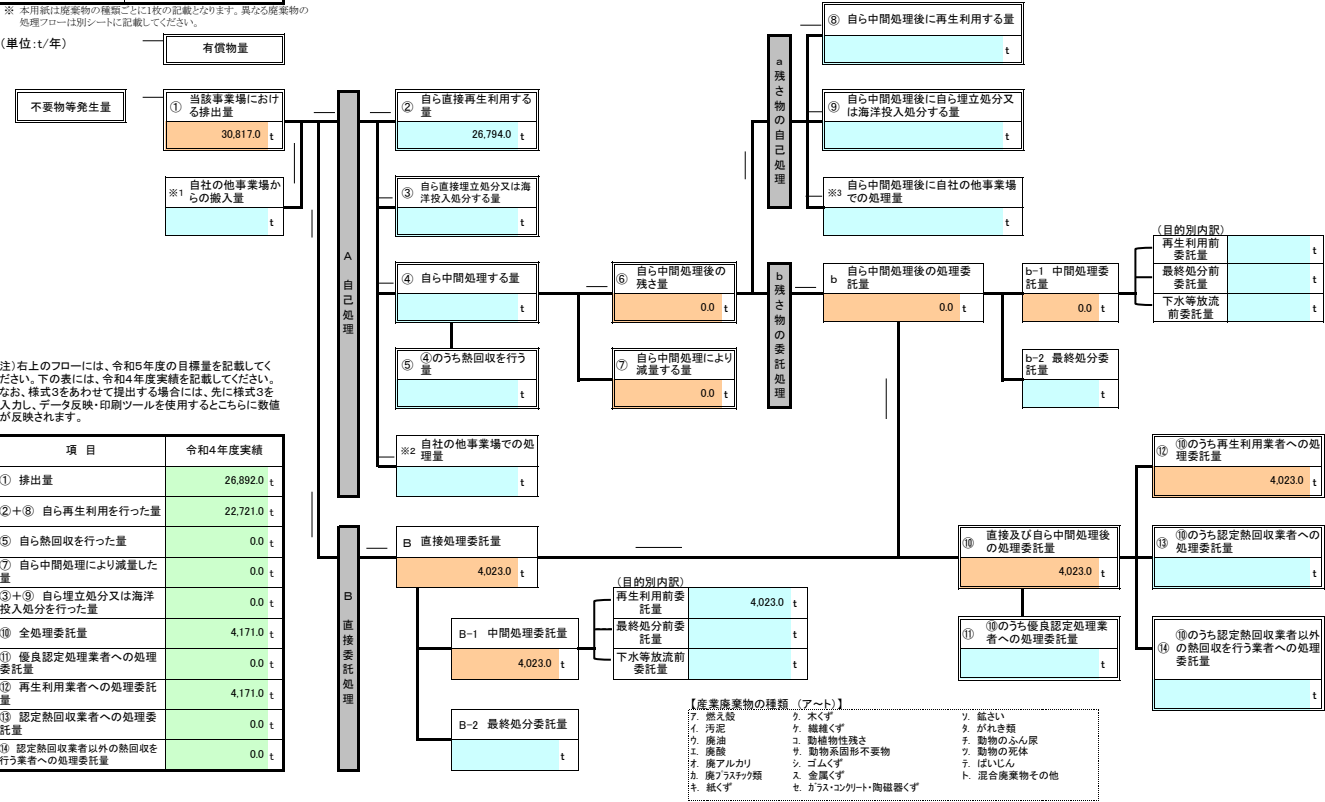 ※ 本用紙は廃棄物の種類ごとに1枚の記載となります。異なる廃棄物の
処理フローは別シートに記載してください。
(単位:t/年)
有償物量
不要物等発生量
① 当該事業場におけ
る排出量
30,817.0 t
※1 自社の他事業場か
らの搬入量
t
A 自己処理
② 自ら直接再生利用する
量
26,794.0 t
③ 自ら直接埋立処分又は海
洋投入処分する量
t
④ 自ら中間処理する量
t
⑤ ④のうち熱回収を行う
量
t
※2 自社の他事業場での処
理量
t
⑥ 自ら中間処理後の
残さ量
0.0 t
⑦ 自ら中間処理により
減量する量
0.0 t
a 残さ物の自己処理
⑧ 自ら中間処理後に再生利用する量
t
⑨ 自ら中間処理後に自ら埋立処分又
は海洋投入処分する量
t
※3 自ら中間処理後に自社の他事業場
での処理量
t
b 残さ物の委託処理
b 自ら中間処理後の処理委
託量
0.0 t
b-1 中間処理委
託量
0.0 t
b-2 最終処分委
託量
t
(目的別内訳)
再生利用前
委託量
t
最終処分前
委託量
t
下水等放流
前委託量
t
注)右上のフローには、令和5年度の目標量を記載してく
ださい。下の表には、令和4年度実績を記載してください。
なお、様式3をあわせて提出する場合には、先に様式3を
入力し、データ反映・印刷ツールを使用するとこちらに数値
が反映されます。
項 目 令和4年度実績
① 排出量 26,892.0 t
②+⑧ 自ら再生利用を行った量 22,721.0 t
⑤ 自ら熱回収を行った量 0.0 t
⑦ 自ら中間処理により減量した
量 0.0 t
③+⑨ 自ら埋立処分又は海洋
投入処分を行った量 0.0 t
⑩ 全処理委託量 4,171.0 t
⑪ 優良認定処理業者への処理
委託量 0.0 t
⑫ 再生利用業者への処理委託
量 4,171.0 t
⑬ 認定熱回収業者への処理委
託量 0.0 t
⑭ 認定熱回収業者以外の熱回収を
行う業者への処理委託量 0.0 t
B 直接委託処理
B 直接処理委託量
4,023.0 t
B-1 中間処理委託量
4,023.0 t
B-2 最終処分委託量
t
(目的別内訳)
再生利用前委
託量
4,023.0 t
最終処分前委
託量
t
下水等放流前
委託量
t
⑩ 直接及び自ら中間処理後
の処理委託量
4,023.0 t
⑪ ⑩のうち優良認定処理業
者への処理委託量
t
⑫ ⑩のうち再生利用業者への処
理委託量
4,023.0 t
⑬ ⑩のうち認定熱回収業者への
処理委託量
t
⑭ ⑩のうち認定熱回収業者以外
の熱回収を行う業者への処理
委託量
t
【産業廃棄物の種類 (ア～ト)】
ア. 燃え殻
イ. 汚泥
ウ. 廃油
エ. 廃酸
オ. 廃アルカリ
カ. 廃プラスチック類
キ. 紙くず
ク. 木くず
ケ. 繊維くず
コ. 動植物性残さ
サ. 動物系固形不要物
シ. ゴムくず
ス. 金属くず
セ. ガラス・コンクリート・陶磁器くず
ソ. 鉱さい
タ. がれき類
チ. 動物のふん尿
ツ. 動物の死体
テ. ばいじん
ト. 混合廃棄物その他